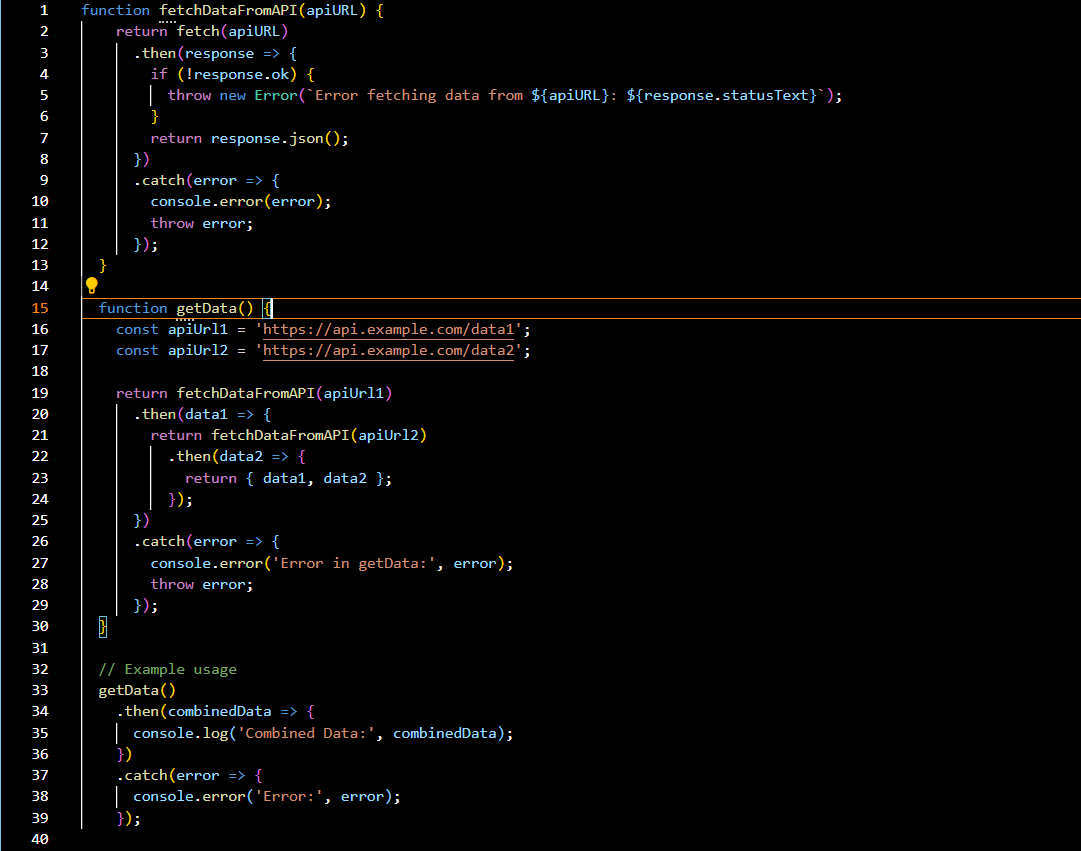 1 function fetchDataFromAPI(apiURL) {
2 return fetch(apiURL)
3 .then(response => {
4 if (!response.ok) {
5 throw new Error(`Error fetching data from ${apiURL}: ${response.statusText}`);
6 }
7 return response.json();
8 })
9 .catch(error => {
10 console.error(error);
11 throw error;
12 });
13 }
14
15 function getData() {
16 const apiUrl1 = 'https://api.example.com/data1';
17 const apiUrl2 = 'https://api.example.com/data2';
18
19 return fetchDataFromAPI(apiUrl1)
20 .then(data1 => {
21 return fetchDataFromAPI(apiUrl2)
22 .then(data2 => {
23 return { data1, data2 };
24 });
25 })
26 .catch(error => {
27 console.error('Error in getData:', error);
28 throw error;
29 });
30 }
31
32 // Example usage
33 getData()
34 .then(combinedData => {
35 console.log('Combined Data:', combinedData);
36 })
37 .catch(error => {
38 console.error('Error:', error);
39 });
40